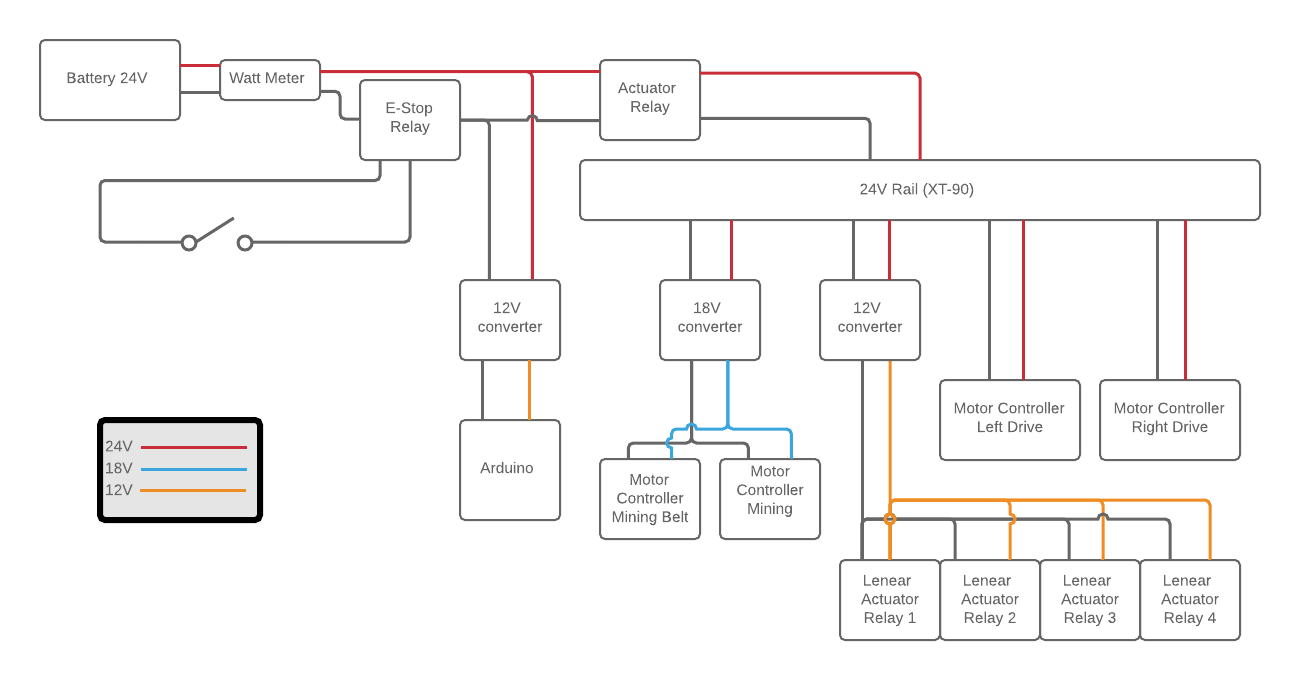 Battery 24V
Watt Meter
E-Stop
Relay
Actuator
Relay
24V Rail (XT-90)
12V
converter
18V
converter
12V
converter
Motor Controller
Left Drive
Motor Controller
Right Drive
24V
18V
12V
Arduino
Motor
Controller
Mining Belt
Motor
Controller
Mining
Lenear
Actuator
Relay 1
Lenear
Actuator
Relay 2
Lenear
Actuator
Relay 3
Lenear
Actuator
Relay 4